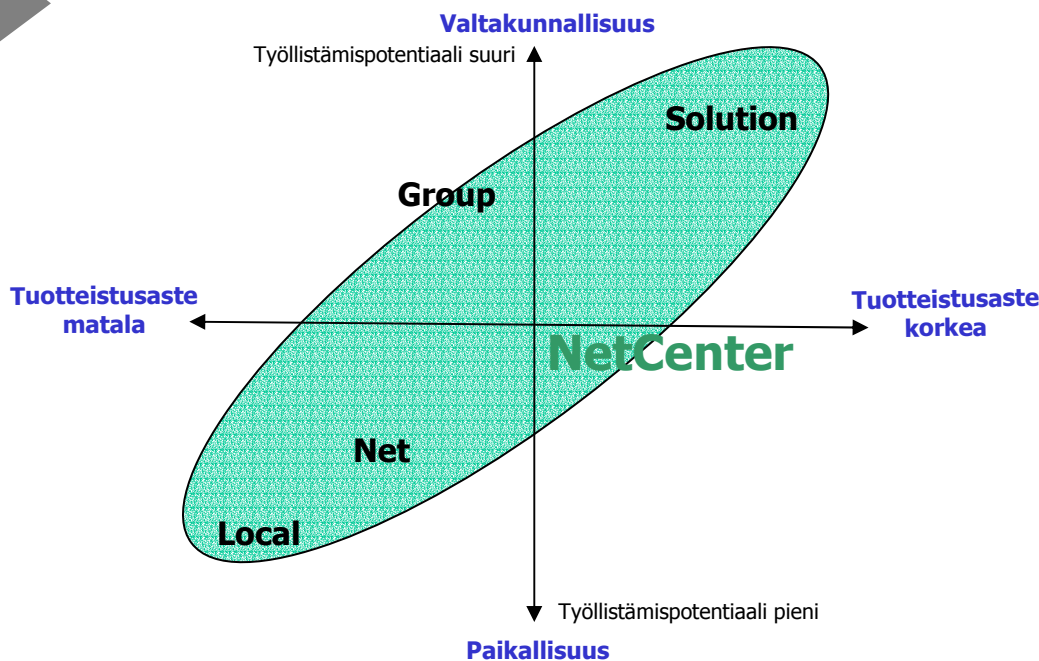 Valtakunnallisuus
Työllistämispotentiaali suuri
Solution
Group
Tuotteistusaste
matala
Tuotteistusaste
korkea
NetCenter
Net
Local
Työllistämispotentiaali pieni
Paikallisuus